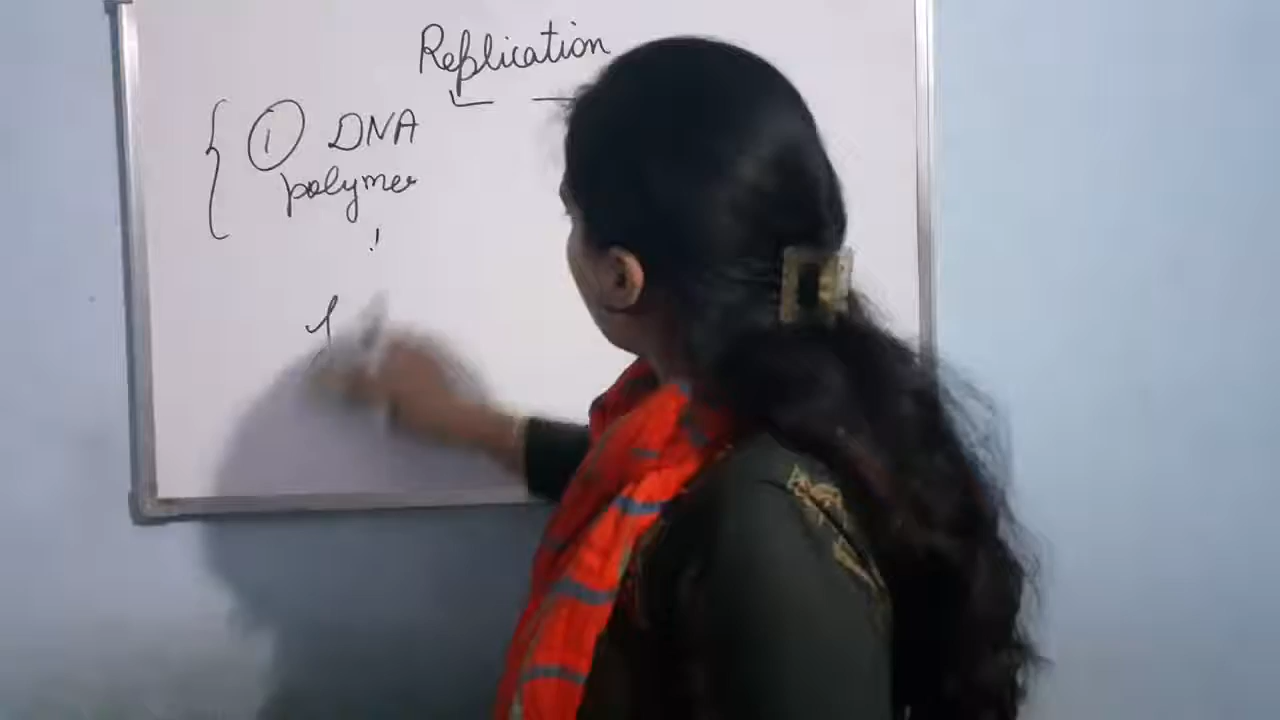 Replication
① DNA
polymer